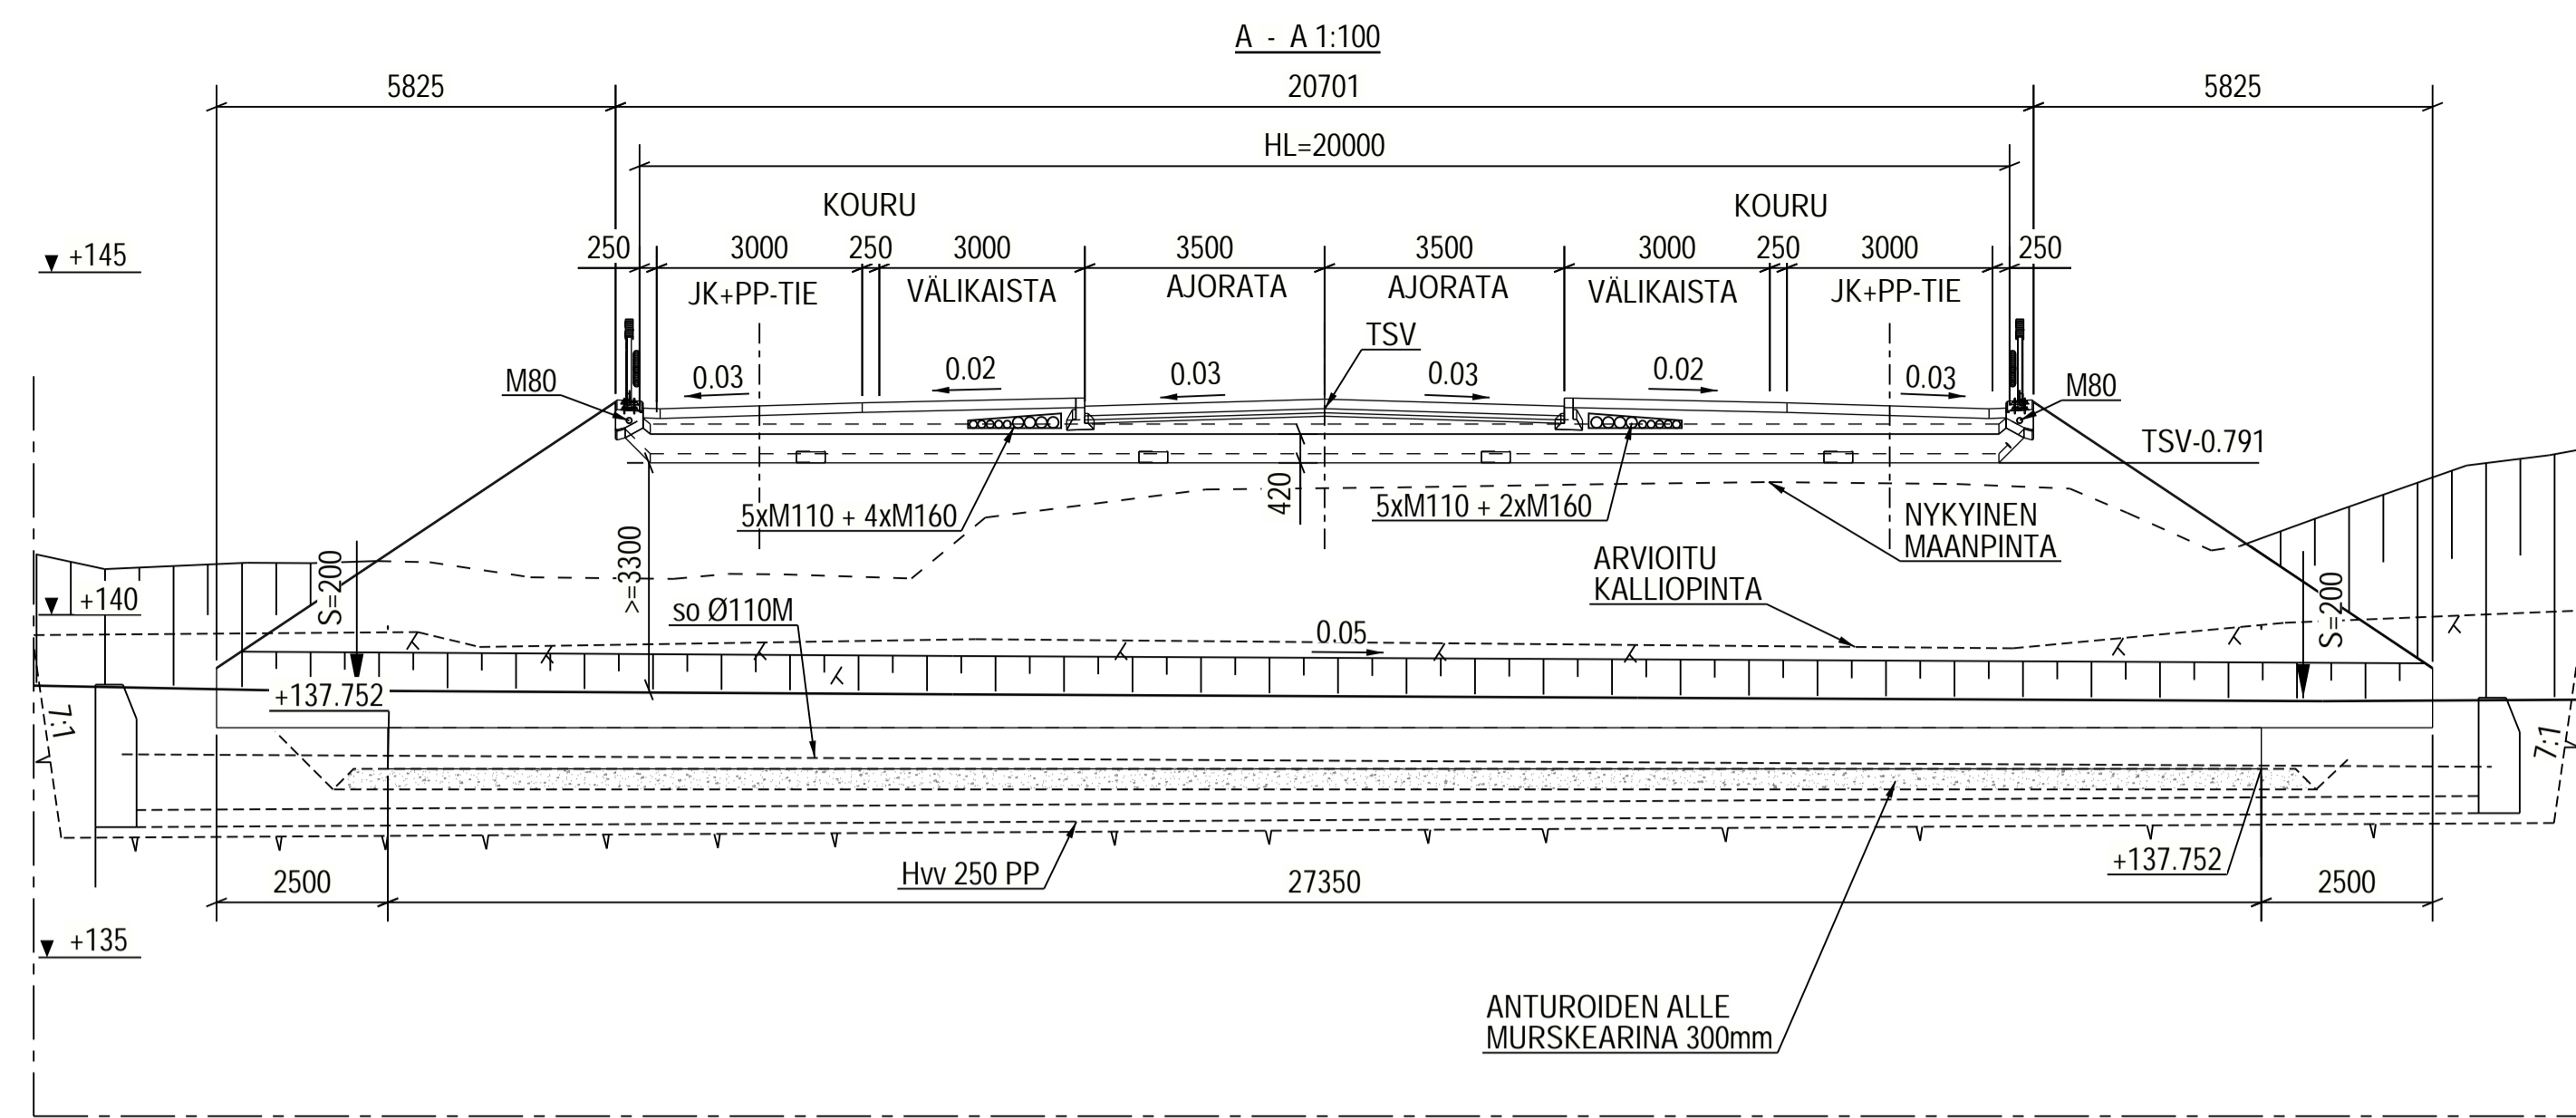 A - A 1:100
5825
20701
5825
HL=20000
KOURU
KOURU
250
3000
250
3000
3500
3500
3000
250
3000
250
+145
JK+PP-TIE
VÄLIKAISTA
AJORATA
AJORATA
VÄLIKAISTA
JK+PP-TIE
TSV
M80
0.03
0.02
0.03
0.03
0.02
0.03
M80
TSV-0.791
420
5xM110 + 4xM160
5xM110 + 2xM160
NYKYINEN
MAANPINTA
>=3300
ARVIOITU
KALLIOPINTA
S=200
+140
so Ø110M
S=200
0.05
+137.752
7:1
7:1
Hvv 250 PP
+137.752
2500
27350
2500
+135
ANTUROIDEN ALLE
MURSKEARINA 300mm